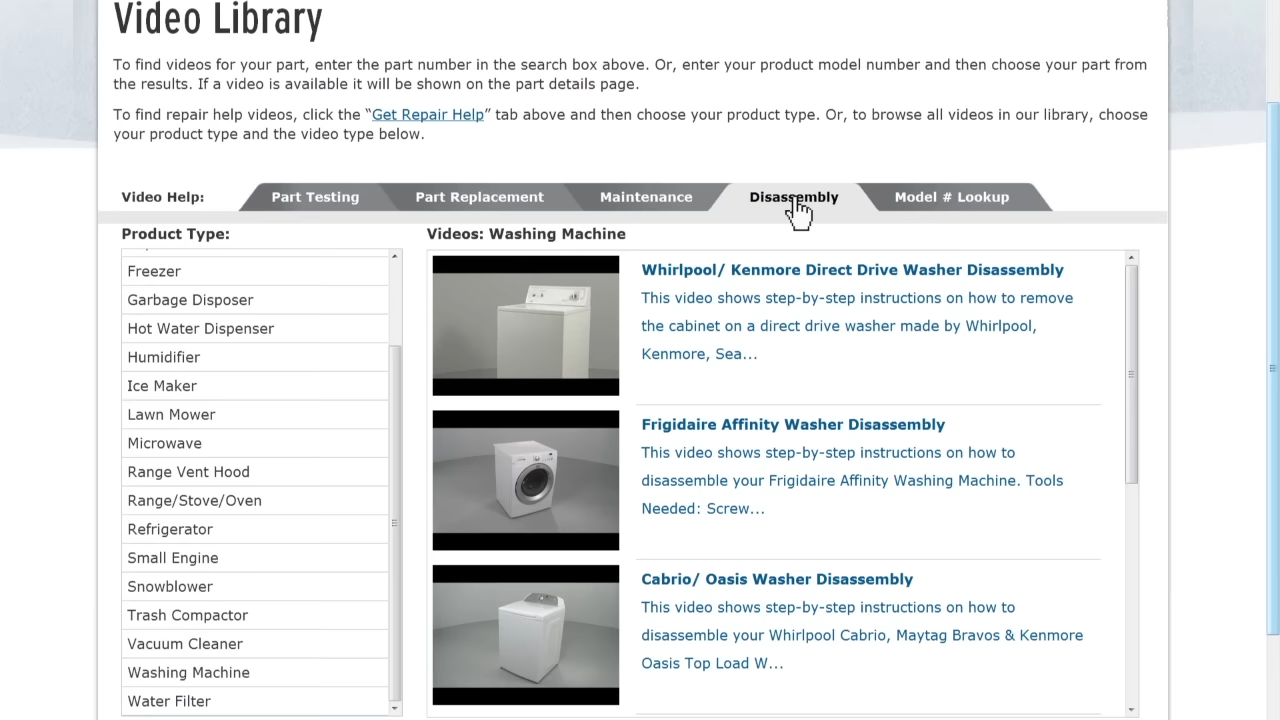 Video Library
To find videos for your part, enter the part number in the search box above. Or, enter your product model number and then choose your part from
the results. If a video is available it will be shown on the part details page.
To find repair help videos, click the “Get Repair Help” tab above and then choose your product type. Or, to browse all videos in our library, choose
your product type and the video type below.
Video Help: Part Testing Part Replacement Maintenance Disassembly Model # Lookup
Product Type:
Freezer
Garbage Disposer
Hot Water Dispenser
Humidifier
Ice Maker
Lawn Mower
Microwave
Range Vent Hood
Range/Stove/Oven
Refrigerator
Small Engine
Snowblower
Trash Compactor
Vacuum Cleaner
Washing Machine
Water Filter
Videos: Washing Machine
Whirlpool/ Kenmore Direct Drive Washer Disassembly
This video shows step-by-step instructions on how to remove
the cabinet on a direct drive washer made by Whirlpool,
Kenmore, Sea...
Frigidaire Affinity Washer Disassembly
This video shows step-by-step instructions on how to
disassemble your Frigidaire Affinity Washing Machine. Tools
Needed: Screw...
Cabrio/ Oasis Washer Disassembly
This video shows step-by-step instructions on how to
disassemble your Whirlpool Cabrio, Maytag Bravos & Kenmore
Oasis Top Load W...